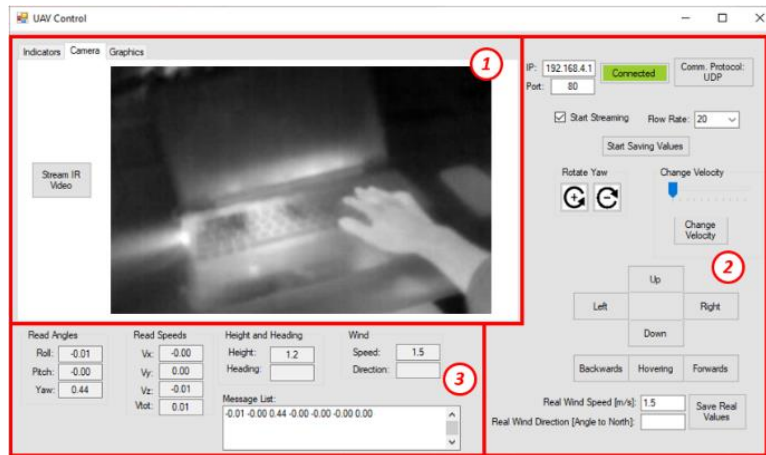 UAV Control
Indicators Camera Graphics
1
Stream IR
Video
IP: 192.168.4.1
Port: 80
Connected
Comm. Protocol:
UDP
Start Streaming
Flow Rate: 20
Start Saving Values
Rotate Yaw
+
-
Change Velocity
Change
Velocity
2
Up
Left
Right
Down
Backwards
Hovering
Forwards
Real Wind Speed [m/s]: 1.5
Real Wind Direction [Angle to North]:
Save Real
Values
Read Angles
Roll: -0.01
Pitch: -0.00
Yaw: 0.44
Read Speeds
Vx: -0.00
Vy: 0.00
Vz: -0.01
Vtot: 0.01
Height and Heading
Height: 1.2
Heading:
Wind
Speed: 1.5
Direction:
3
Message List:
-0.01 -0.00 0.44 -0.00 -0.00 -0.00 0.00